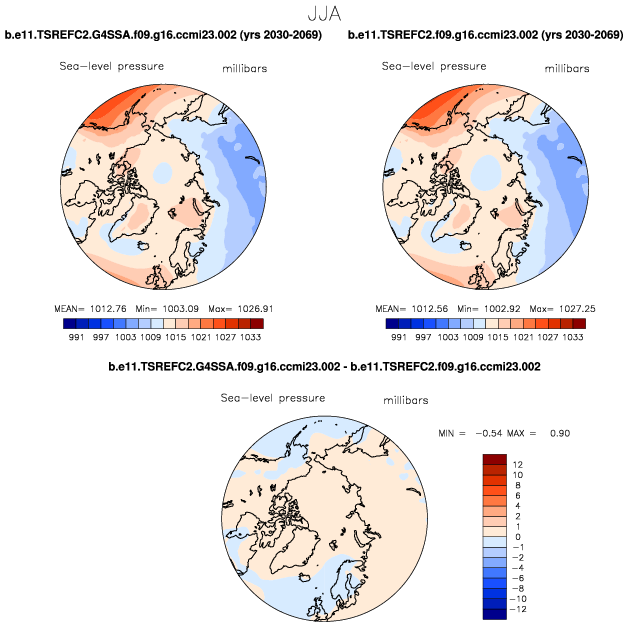 JJA
b.e11.TSREFC2.G4SSA.f09.g16.ccmi23.002 (yrs 2030-2069)
b.e11.TSREFC2.f09.g16.ccmi23.002 (yrs 2030-2069)
Sea-level pressure millibars
Sea-level pressure millibars
MEAN= 1012.76 Min= 1003.09 Max= 1026.91
MEAN= 1012.56 Min= 1002.92 Max= 1027.25
991 997 1003 1009 1015 1021 1027 1033
991 997 1003 1009 1015 1021 1027 1033
b.e11.TSREFC2.G4SSA.f09.g16.ccmi23.002 - b.e11.TSREFC2.f09.g16.ccmi23.002
Sea-level pressure millibars
MIN = -0.54 MAX = 0.90
12
10
8
6
4
2
1
0
-1
-2
-4
-6
-8
-10
-12